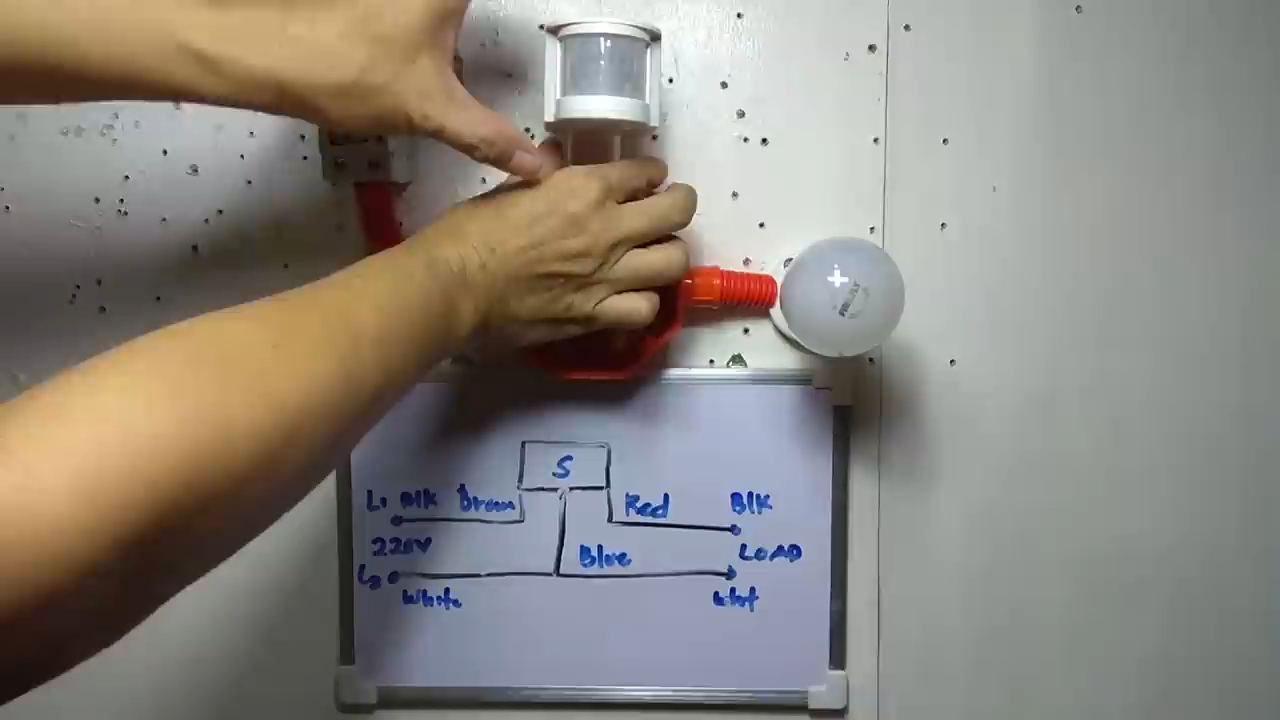 S
L1 Blk Brown Red Blk
220V Blue LOAD
L2
White wht